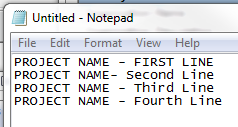 Untitled - Notepad
File Edit Format View Help
PROJECT NAME - FIRST LINE
PROJECT NAME- Second Line
PROJECT NAME - Third Line
PROJECT NAME - Fourth Line